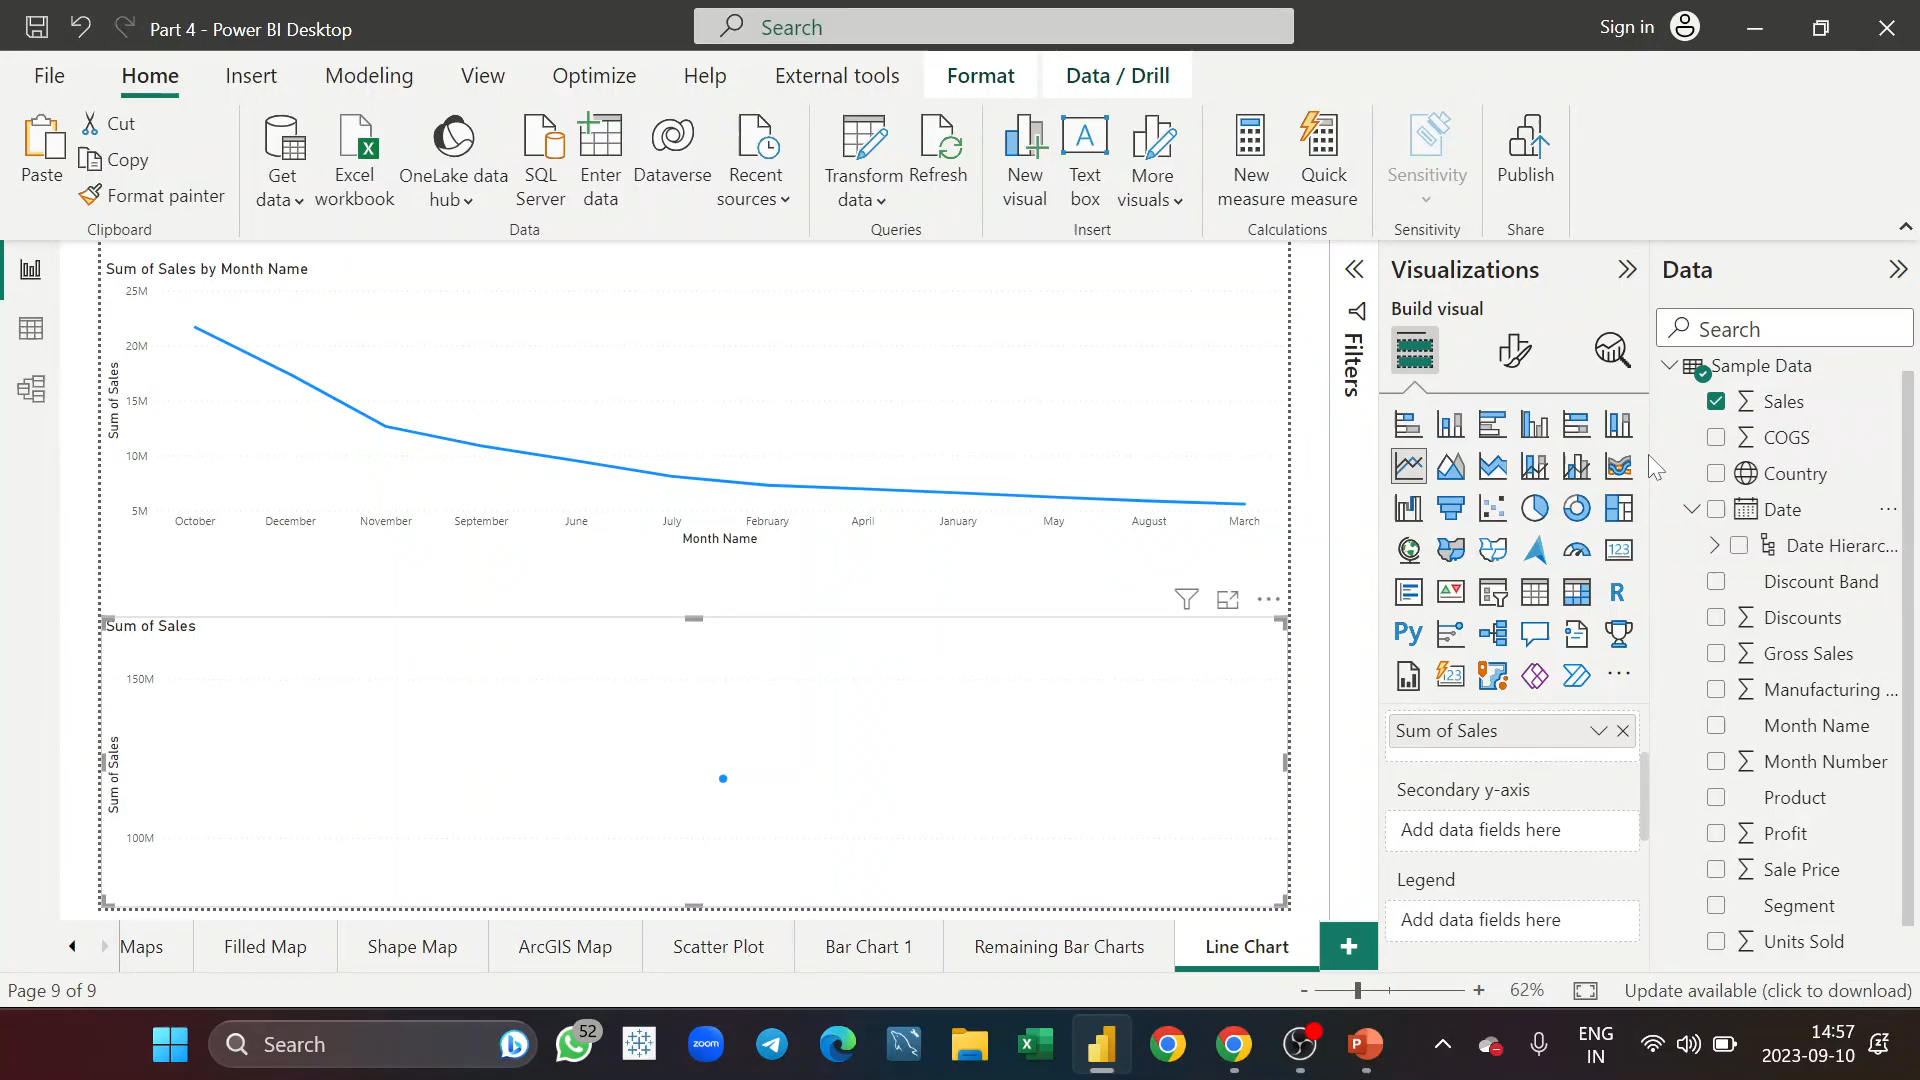 Part 4 - Power BI Desktop
Search
Sign in
File
Home
Insert
Modeling
View
Optimize
Help
External tools
Format
Data / Drill
Paste
Cut
Copy
Format painter
Clipboard
Get data
Excel workbook
OneLake data hub
SQL Server
Enter data
Dataverse
Recent sources
Data
Transform data
Refresh
Queries
New visual
A
Text box
More visuals
Insert
New measure
Quick measure
Calculations
Sensitivity
Sensitivity
Publish
Share
Sum of Sales by Month Name
25M
20M
15M
10M
5M
Sum of Sales
October
December
November
September
June
July
February
April
January
May
August
March
Month Name
Sum of Sales
150M
100M
Sum of Sales
Filters
Visualizations
Build visual
123
R
Py
123
Sum of Sales
Secondary y-axis
Add data fields here
Legend
Add data fields here
Data
Search
Sample Data
Sales
COGS
Country
Date
Date Hierarc...
Discount Band
Discounts
Gross Sales
Manufacturing ...
Month Name
Month Number
Product
Profit
Sale Price
Segment
Units Sold
Maps
Filled Map
Shape Map
ArcGIS Map
Scatter Plot
Bar Chart 1
Remaining Bar Charts
Line Chart
Page 9 of 9
62%
Update available (click to download)
Search
52
zoom
ENG
IN
14:57
2023-09-10